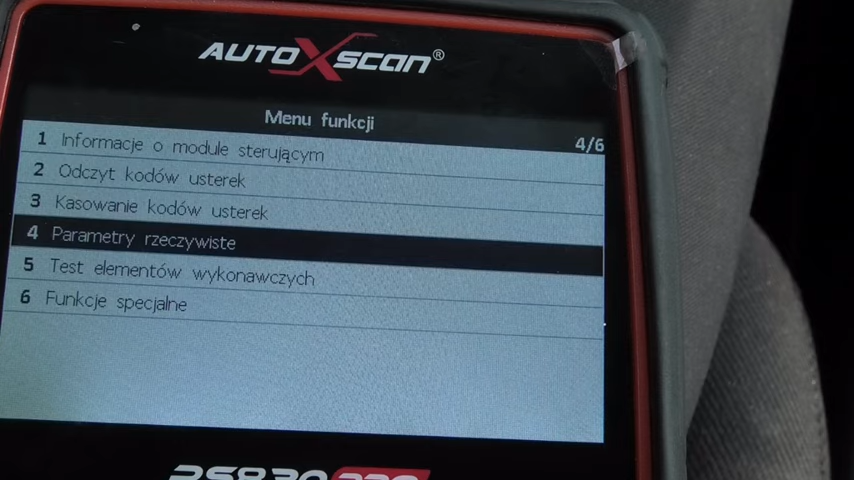 AUTOXSCAN®
Menu funkcji
4/6
1 Informacje o module sterującym
2 Odczyt kodów usterek
3 Kasowanie kodów usterek
4 Parametry rzeczywiste
5 Test elementów wykonawczych
6 Funkcje specjalne